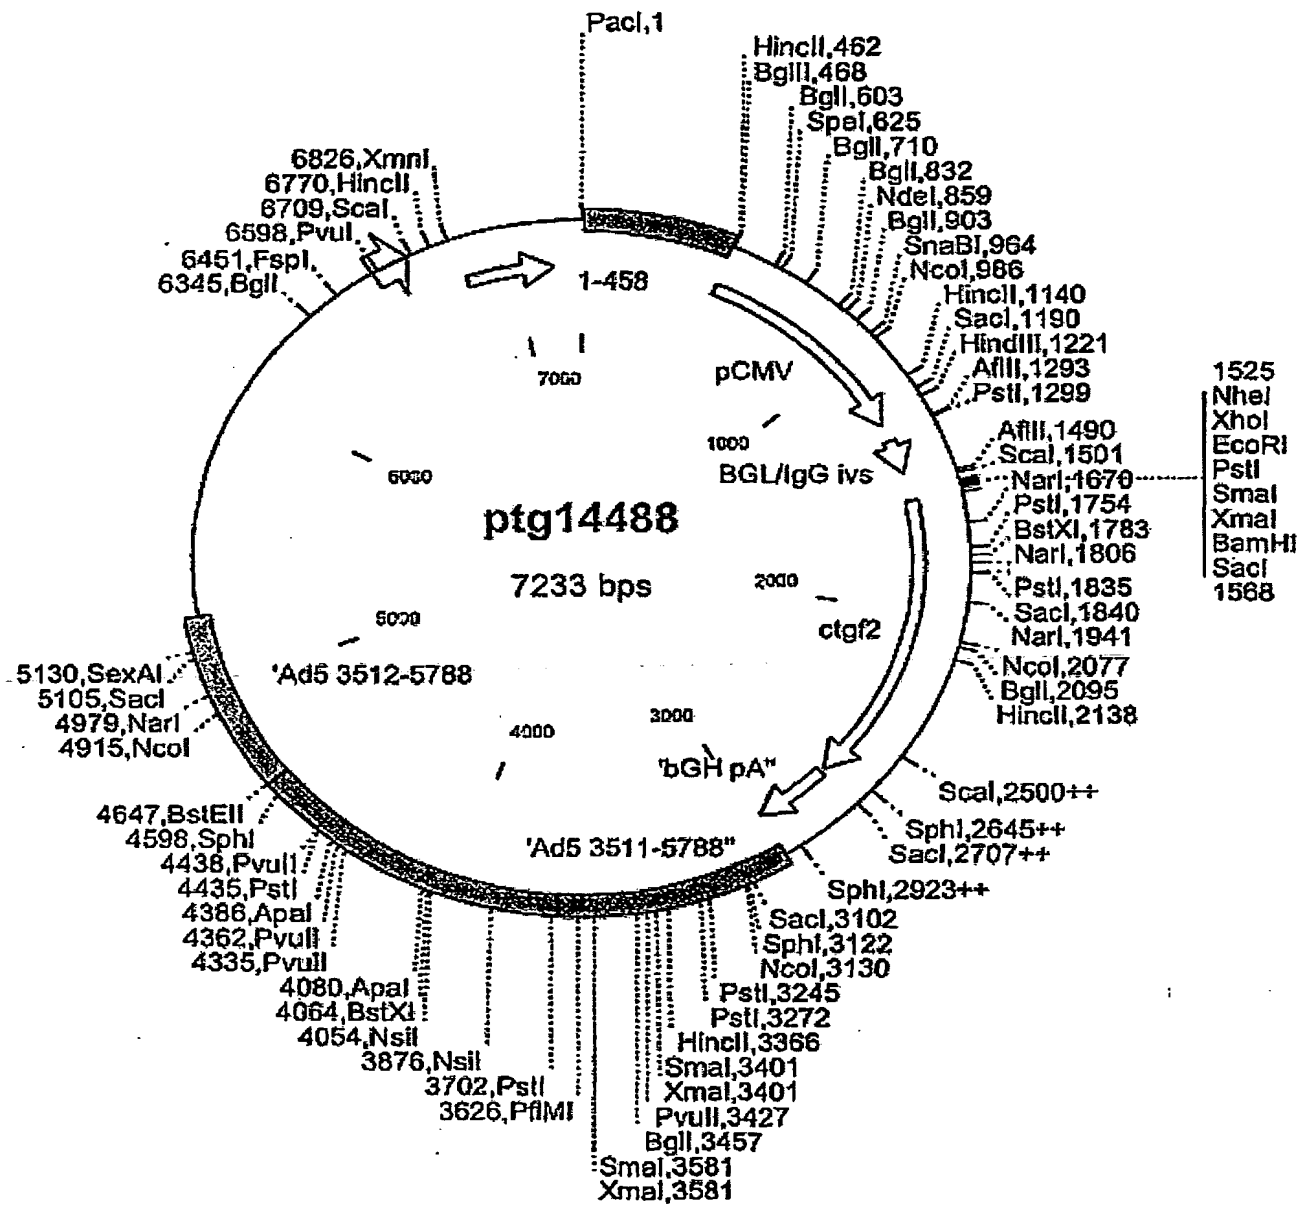 PacI,1
HincII,462
BglII,468
BglI,603
SpeI,625
BglI,710
BglI,832
NdeI,859
BglI,903
SnaBI,964
NcoI,986
HincII,1140
SacI,1190
HindIII,1221
AflII,1293
PstI,1299
AflII,1490
ScaI,1501
NarI,1670
PstI,1754
BstXI,1783
NarI,1806
PstI,1835
SacI,1840
NarI,1941
NcoI,2077
BglI,2095
HincII,2138
1525
NheI
XhoI
EcoRI
PstI
SmaI
XmaI
BamHI
SacI
1568
ScaI,2500++
SphI,2645++
SacI,2707++
SphI,2923++
SacI,3102
SphI,3122
NcoI,3130
PstI,3245
PstI,3272
HincII,3366
SmaI,3401
XmaI,3401
PvuII,3427
BglI,3457
SmaI,3581
XmaI,3581
3626,PflMI
3702,PstI
3876,NsiI
4054,NsiI
4064,BstXI
4080,ApaI
4335,PvuII
4362,PvuII
4386,ApaI
4435,PstI
4438,PvuII
4598,SphI
4647,BstEII
4915,NcoI
4979,NarI
5105,SacI
5130,SexAI
6345,BglI
6451,FspI
6598,PvuI
6709,ScaI
6770,HincII
6826,XmnI
1-458
pCMV
BGL/IgG ivs
ctgf2
"bGH pA"
'Ad5 3511-5788"
'Ad5 3512-5788
1000
2000
3000
4000
5000
6000
7000
ptg14488
7233 bps